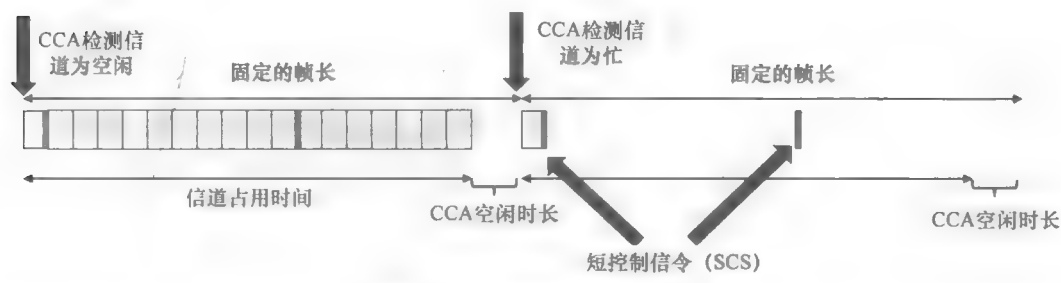 CCA检测信
道为空闲
固定的帧长
CCA检测信
道为忙
固定的帧长
信道占用时间
CCA空闲时长
CCA空闲时长
短控制信令（SCS）